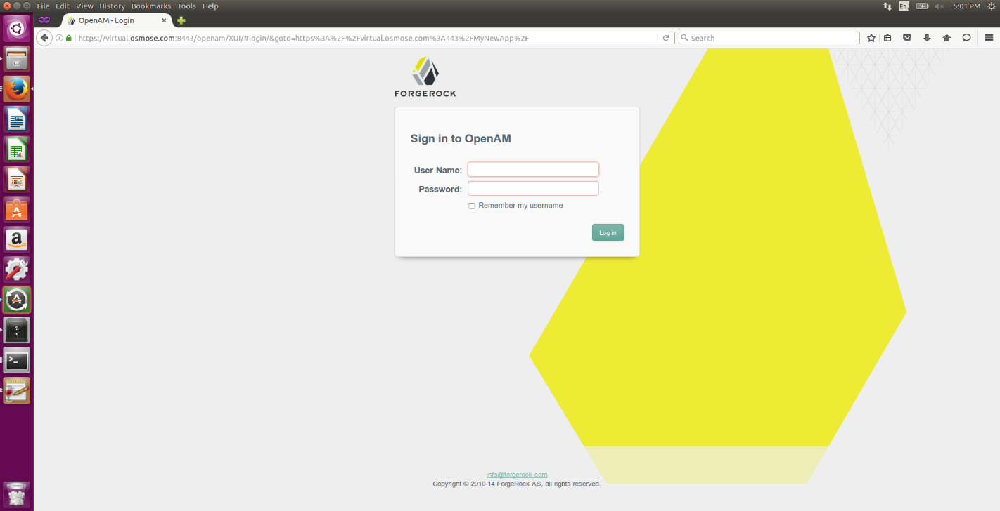 File Edit View History Bookmarks Tools Help
En
5:01 PM
OpenAM - Login
https://virtual.osmose.com:8443/openam/XUI/#login/&goto=https%3A%2F%2Fvirtual.osmose.com%3A443%2FMyNewApp%2F
Search
FORGEROCK
Sign in to OpenAM
User Name:
Password:
Remember my username
Log in
info@forgerock.com
Copyright © 2010-14 ForgeRock AS, all rights reserved.